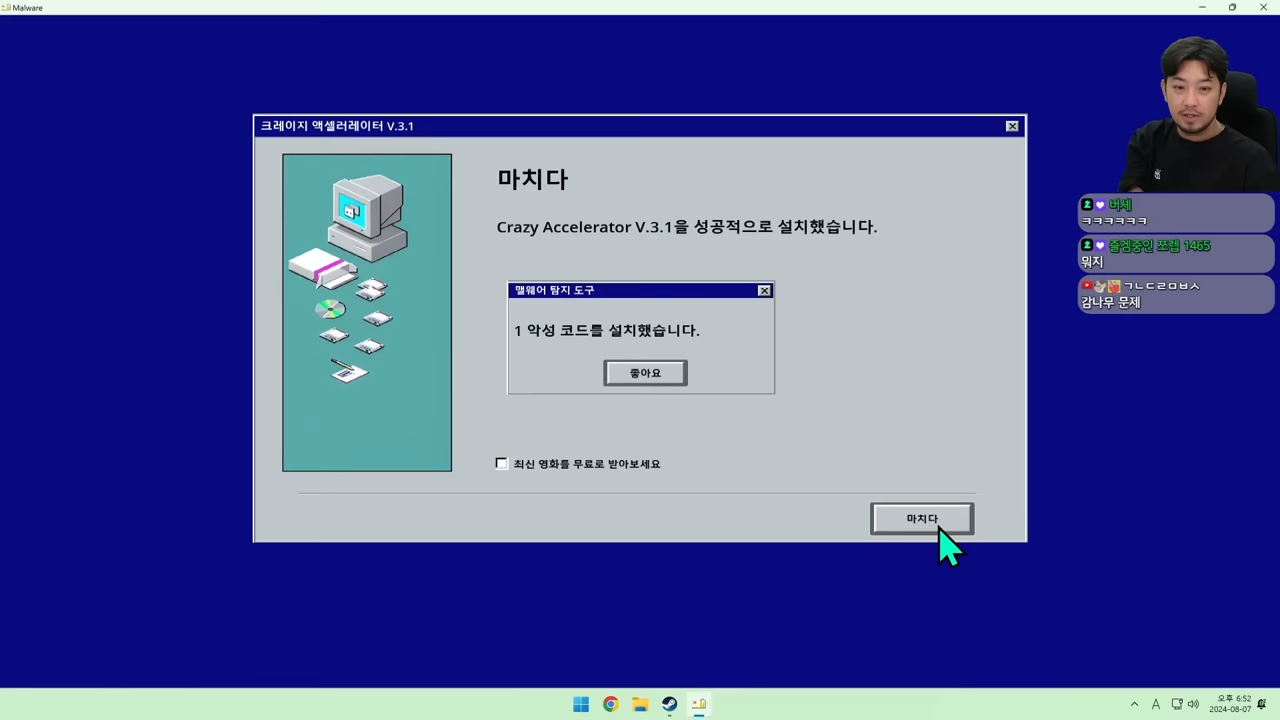 Malware
크레이지 액셀러레이터 V.3.1
마치다
Crazy Accelerator V.3.1을 성공적으로 설치했습니다.
맬웨어 탐지 도구
1 악성 코드를 설치했습니다.
좋아요
최신 영화를 무료로 받아보세요
마치다
버세
ㅋㅋㅋㅋㅋㅋ
즐겜중인 쪼렙 1465
뭐지
ㄱㄴㄷㄹㅁㅂㅅ
감나무 문제
A
오후 6:52
2024-08-07